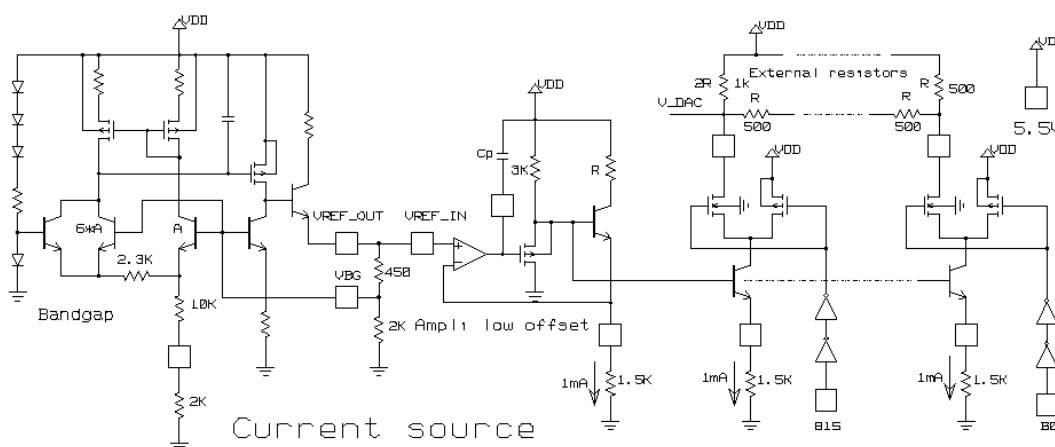 VDD
VDD
VDD
External resistors
2R
1k
R
500
V_DAC
R
500
R
500
5.5V
VDD
Cp
3K
R
VDD
VDD
6*A
A
VREF_OUT
VREF_IN
2.3K
VBG
450
10K
2K
Bandgap
Ampli low offset
2K
1mA
1.5K
1mA
1.5K
1mA
1.5K
B15
B0
Current source